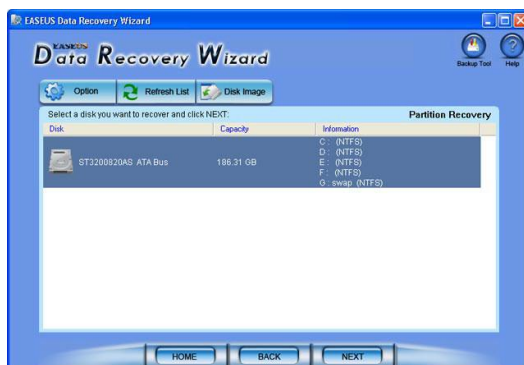 EASEUS Data Recovery Wizard
EASEUS
Data Recovery Wizard
Backup Tool Help
Option Refresh List Disk Image
Select a disk you want to recover and click NEXT: Partition Recovery
Disk Capacity Information
C : (NTFS)
D : (NTFS)
ST3200820AS ATA Bus 186.31 GB E : (NTFS)
F : (NTFS)
G : swap (NTFS)
HOME BACK NEXT